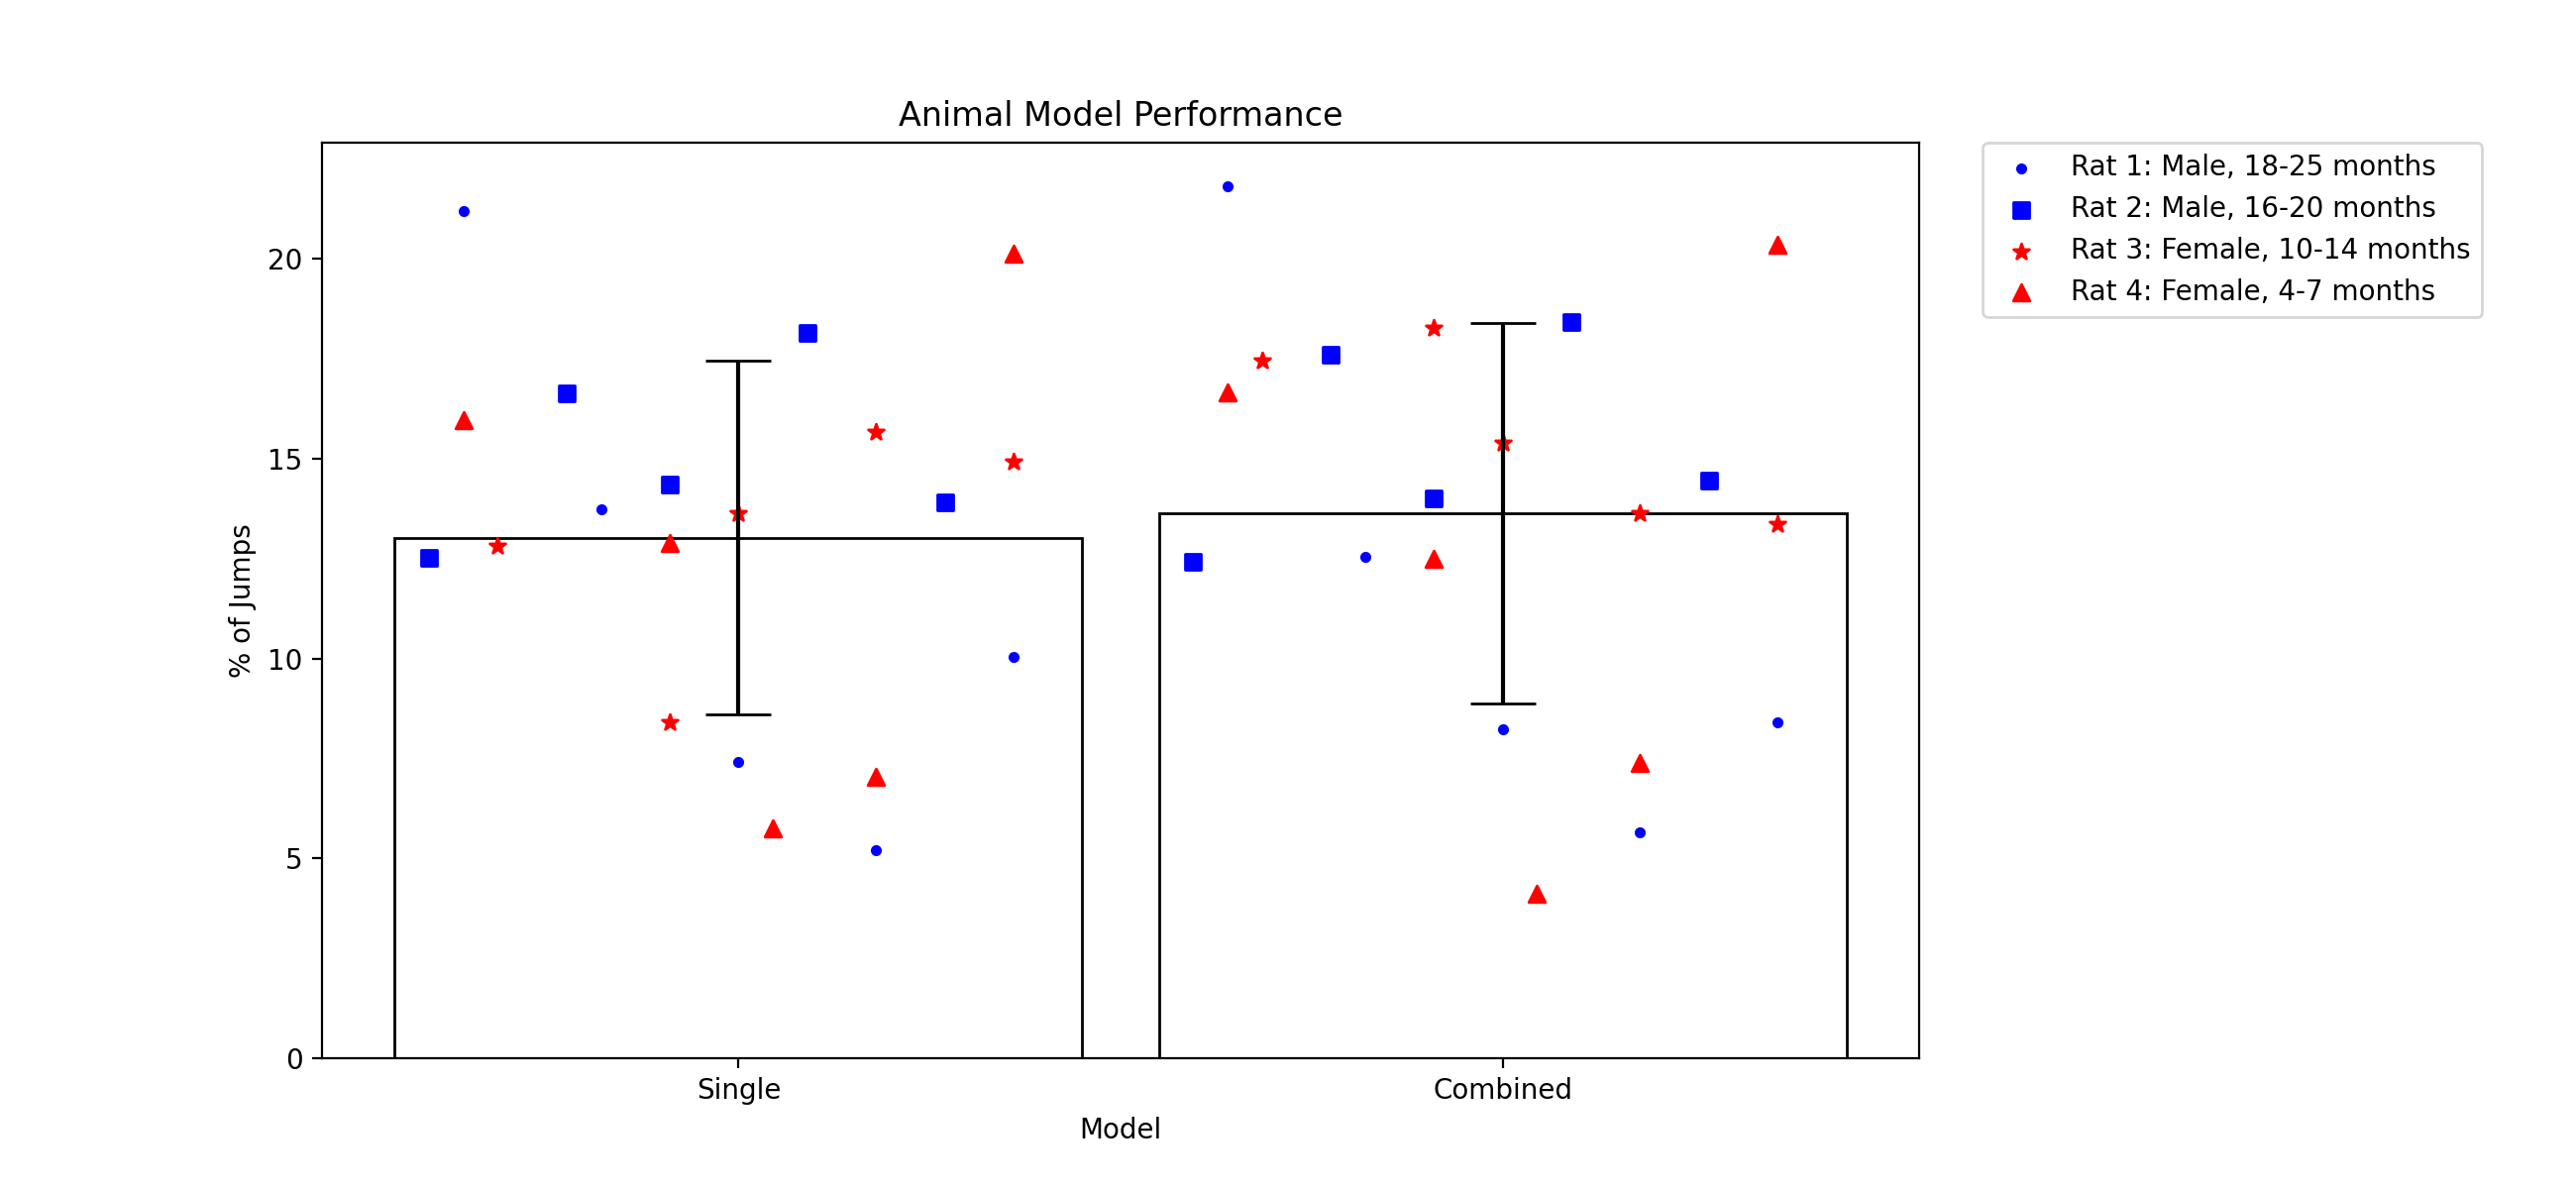 Animal Model Performance
Rat 1: Male, 18-25 months
Rat 2: Male, 16-20 months
Rat 3: Female, 10-14 months
Rat 4: Female, 4-7 months
% of Jumps
20
15
10
5
0
Single
Combined
Model